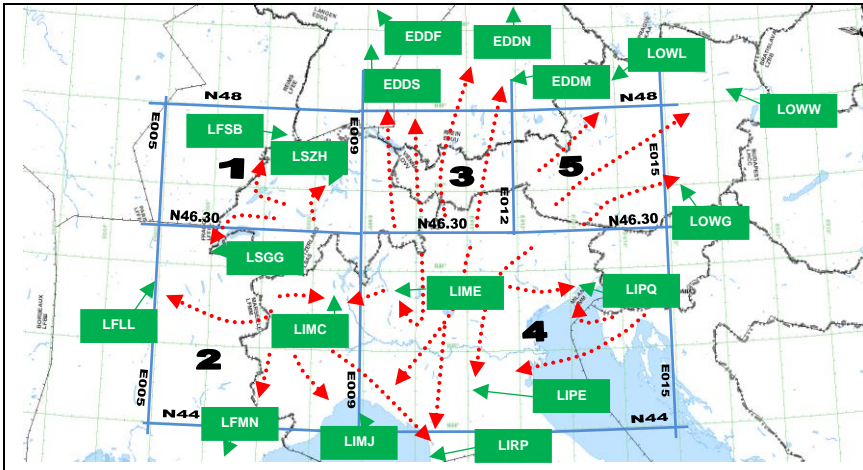 EDDF
EDDN
LOWL
EDDS
EDDM
N48
N48
LOWW
LFSB
E005
E009
LSZH
1
3
5
E015
E012
N46.30
N46.30
N46.30
LOWG
LSGG
LIME
LIPQ
LFLL
LIMC
4
2
E005
E009
E015
LIPE
N44
N44
LFMN
LIMJ
LIRP